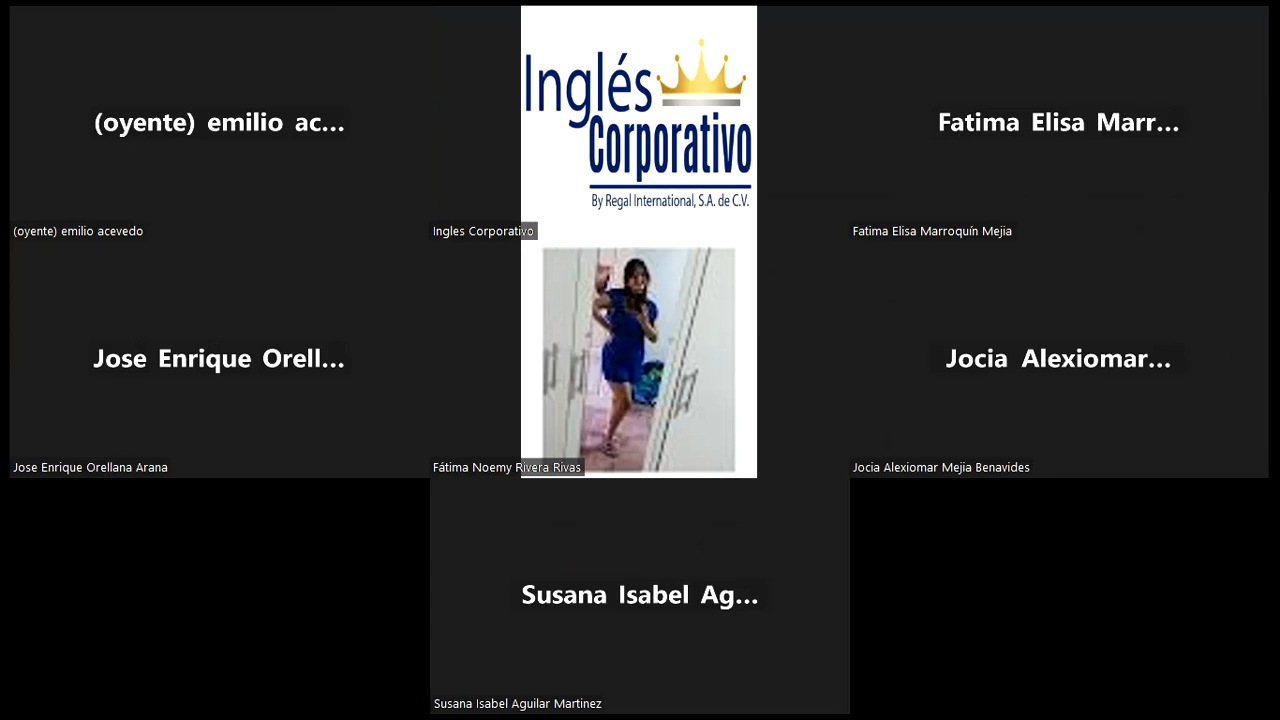 (oyente) emilio ac...
(oyente) emilio acevedo
Inglés
Corporativo
By Regal International, S.A. de C.V.
Ingles Corporativo
Fatima Elisa Marr...
Fatima Elisa Marroquín Mejia
Jose Enrique Orell...
Jose Enrique Orellana Arana
Fátima Noemy Rivera Rivas
Jocia Alexiomar...
Jocia Alexiomar Mejia Benavides
Susana Isabel Ag...
Susana Isabel Aguilar Martinez